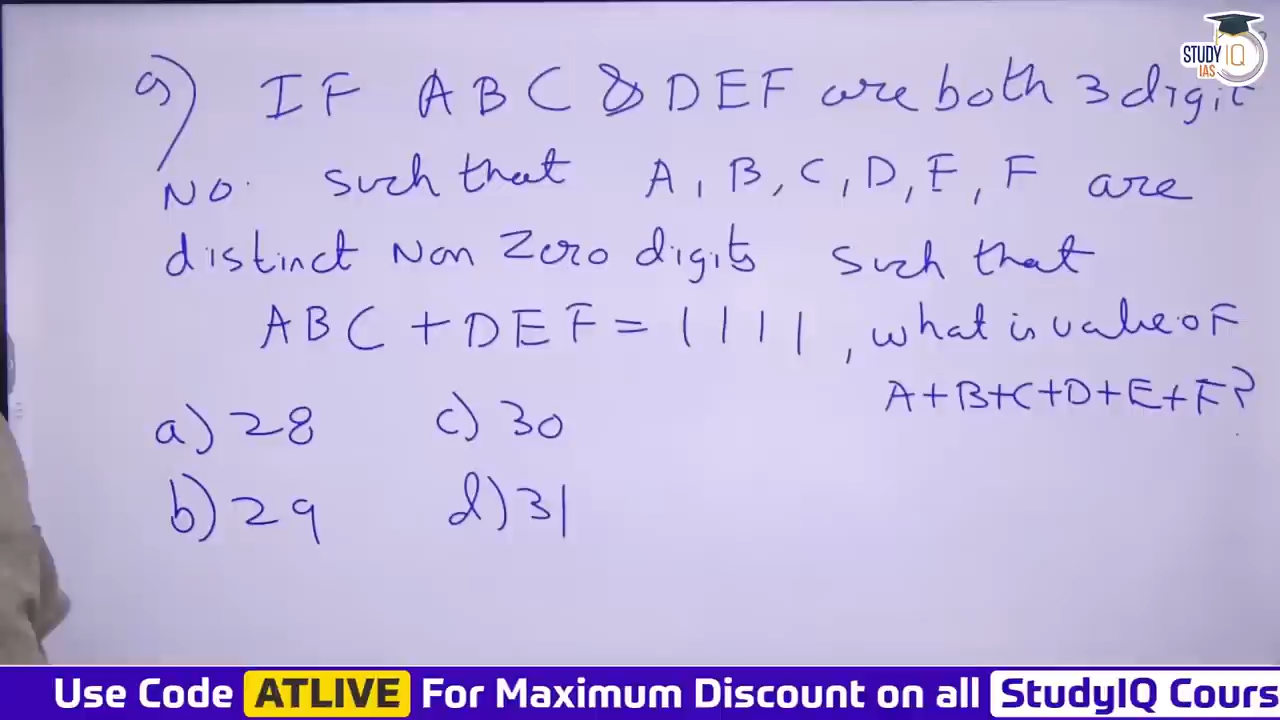 STUDY IQ
IAS
9) IF ABC & DEF are both 3 digit
No. such that A, B, C, D, E, F are
distinct Non Zero digits such that
ABC + DEF = 1111, what is value of
A+B+C+D+E+F?
a) 28 c) 30
b) 29 d) 31
Use Code ATLIVE For Maximum Discount on all StudyIQ Cours